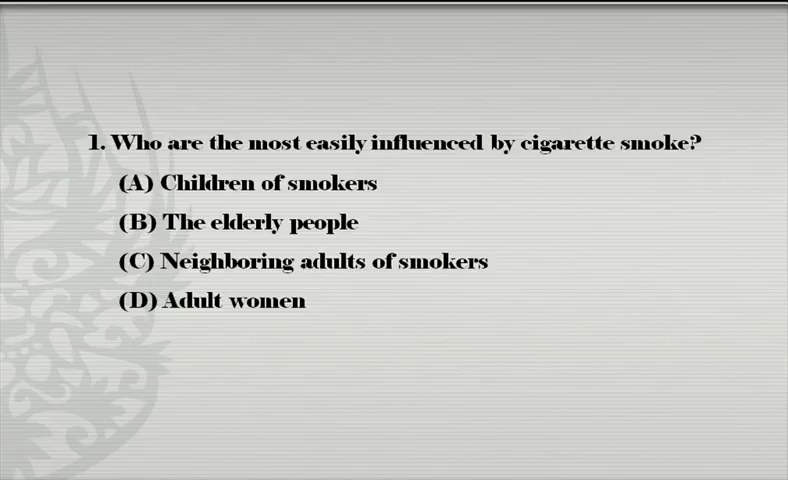 1. Who are the most easily influenced by cigarette smoke?
(A) Children of smokers
(B) The elderly people
(C) Neighboring adults of smokers
(D) Adult women